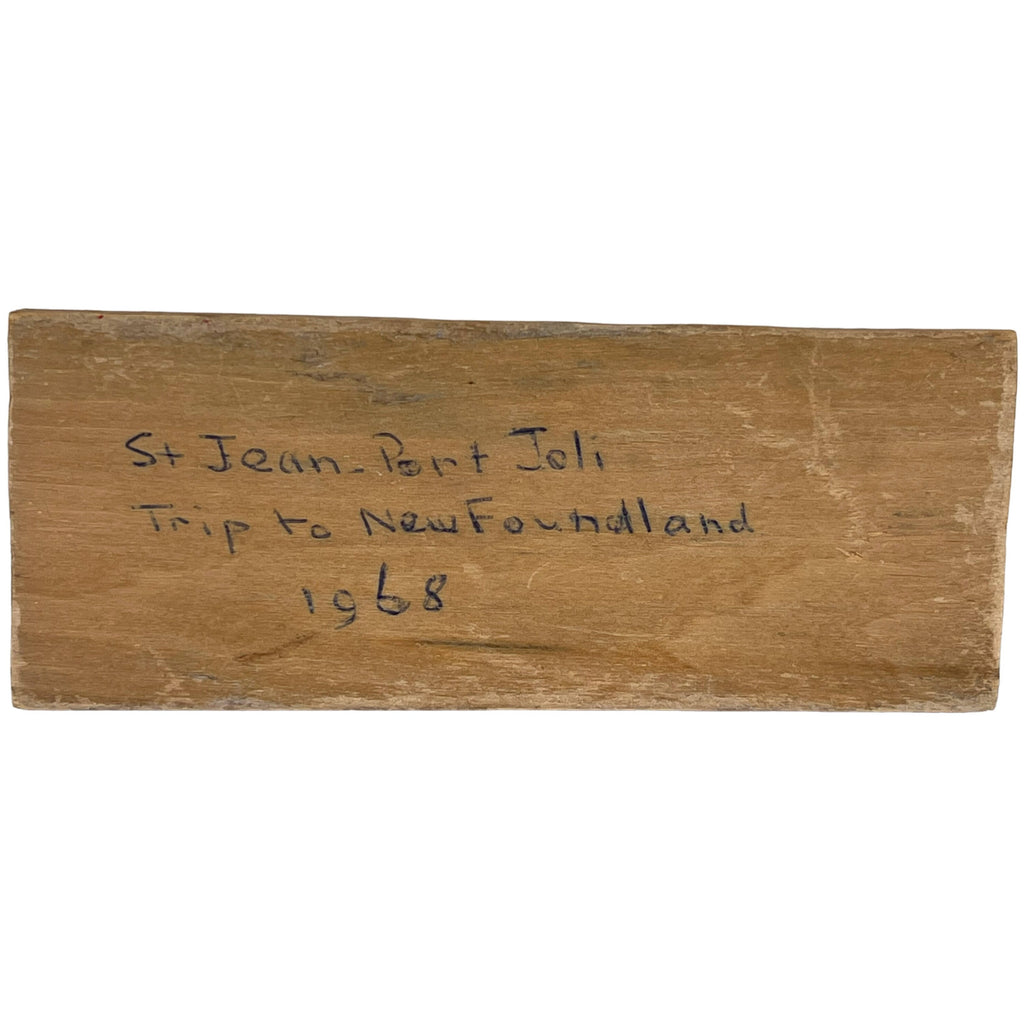 St Jean-Port Joli
Trip to NewFoundland
1968